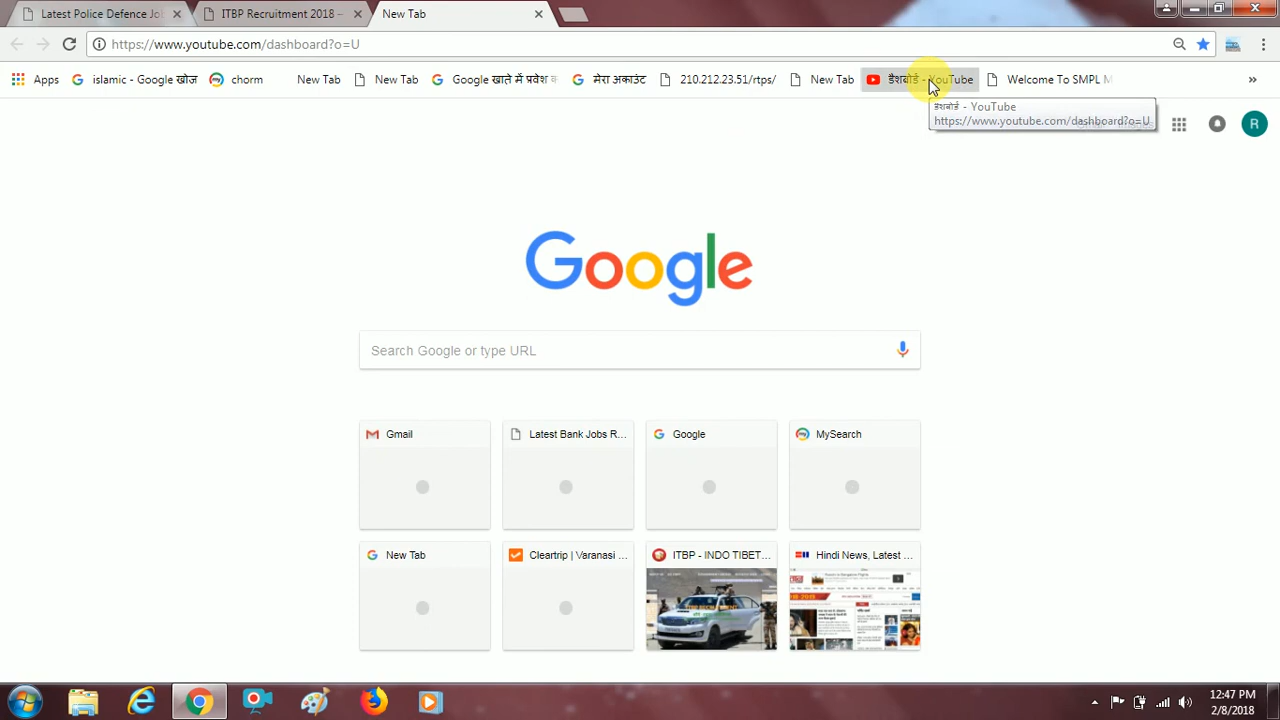 Latest Police Defence Jo
ITBP Recruitment 2018 –
New Tab
https://www.youtube.com/dashboard?o=U
Apps
islamic - Google खोज
chorm
New Tab
New Tab
Google खाते में प्रवेश
मेरा अकाउंट
210.212.23.51/rtps/
New Tab
डैशबोर्ड - YouTube
Welcome To SMPL M
»
डैशबोर्ड - YouTube
https://www.youtube.com/dashboard?o=U
R
Google
Search Google or type URL
Gmail
Latest Bank Jobs R...
Google
MySearch
New Tab
Cleartrip | Varanasi ...
ITBP - INDO TIBET...
Hindi News, Latest ...
12:47 PM
2/8/2018